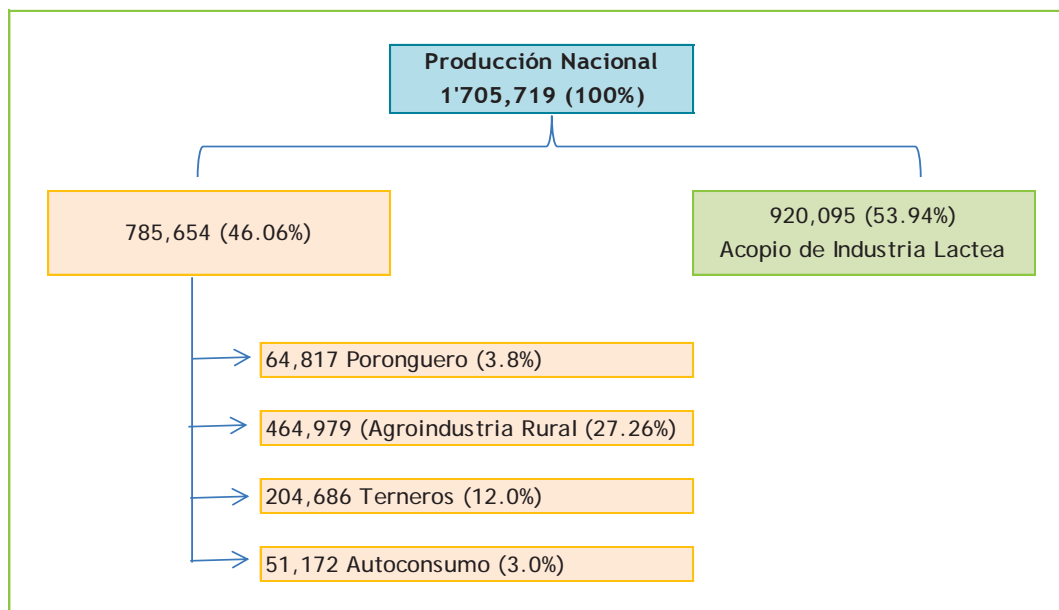 Producción Nacional
1'705,719 (100%)
785,654 (46.06%)
920,095 (53.94%)
Acopio de Industria Lactea
64,817 Poronguero (3.8%)
464,979 (Agroindustria Rural (27.26%)
204,686 Terneros (12.0%)
51,172 Autoconsumo (3.0%)